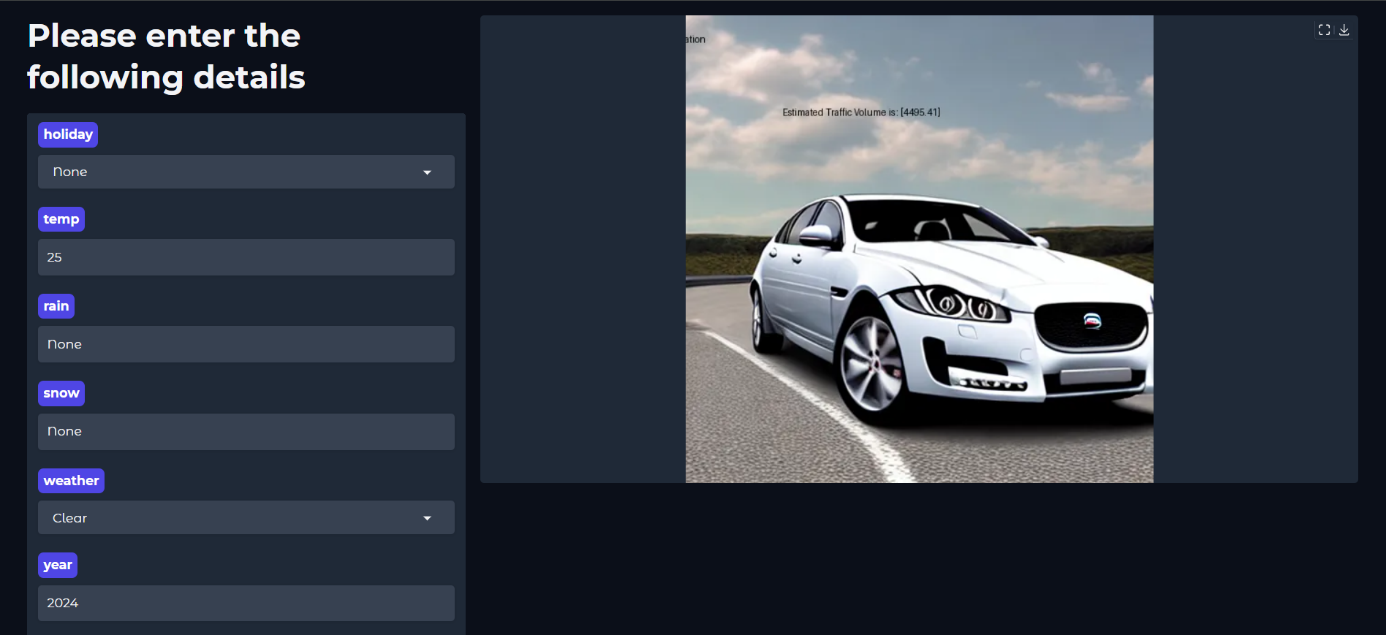 Please enter the
following details
holiday
None
temp
25
rain
None
snow
None
weather
Clear
year
2024
ation
Estimated Traffic Volume is: [4495.41]